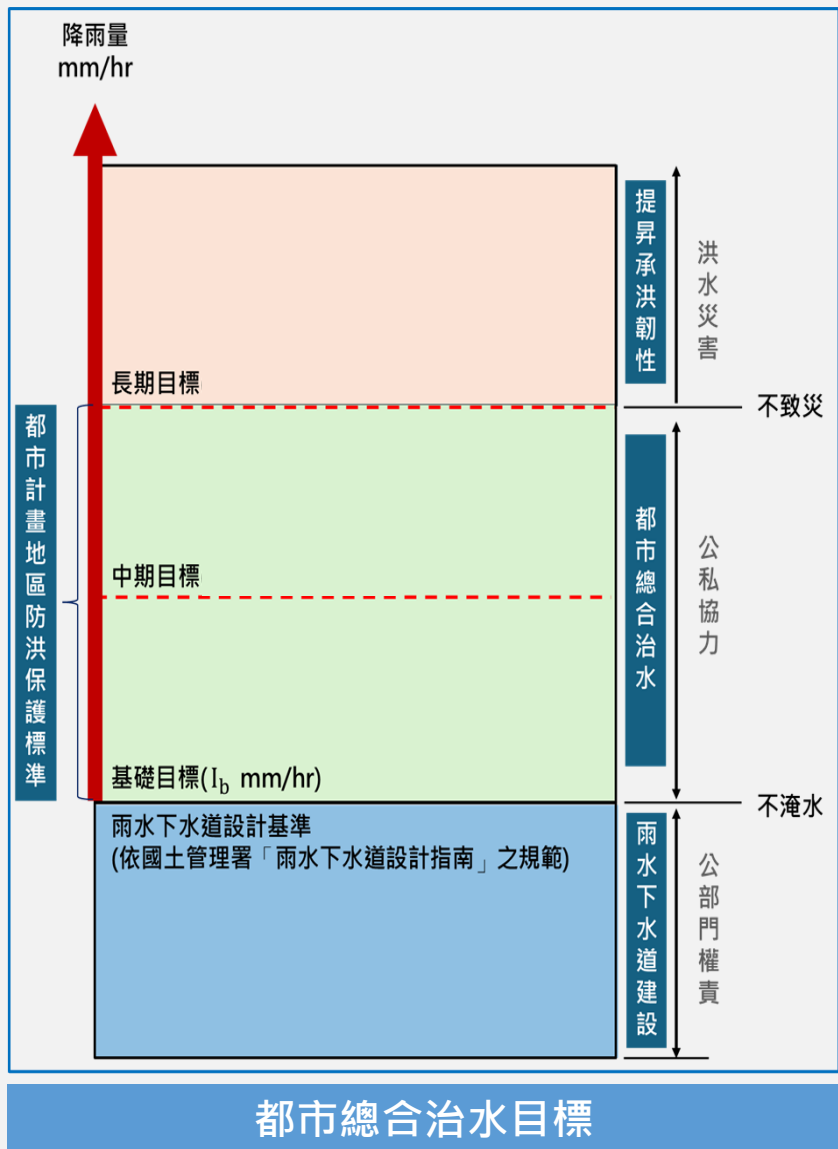 降雨量
mm/hr
提昇承洪韌性
洪水災害
長期目標
不致災
都市計畫地區防洪保護標準
都市總合治水
公私協力
中期目標
基礎目標(Ib mm/hr)
不淹水
雨水下水道設計基準
(依國土管理署「雨水下水道設計指南」之規範)
雨水下水道建設
公部門權責
都市總合治水目標